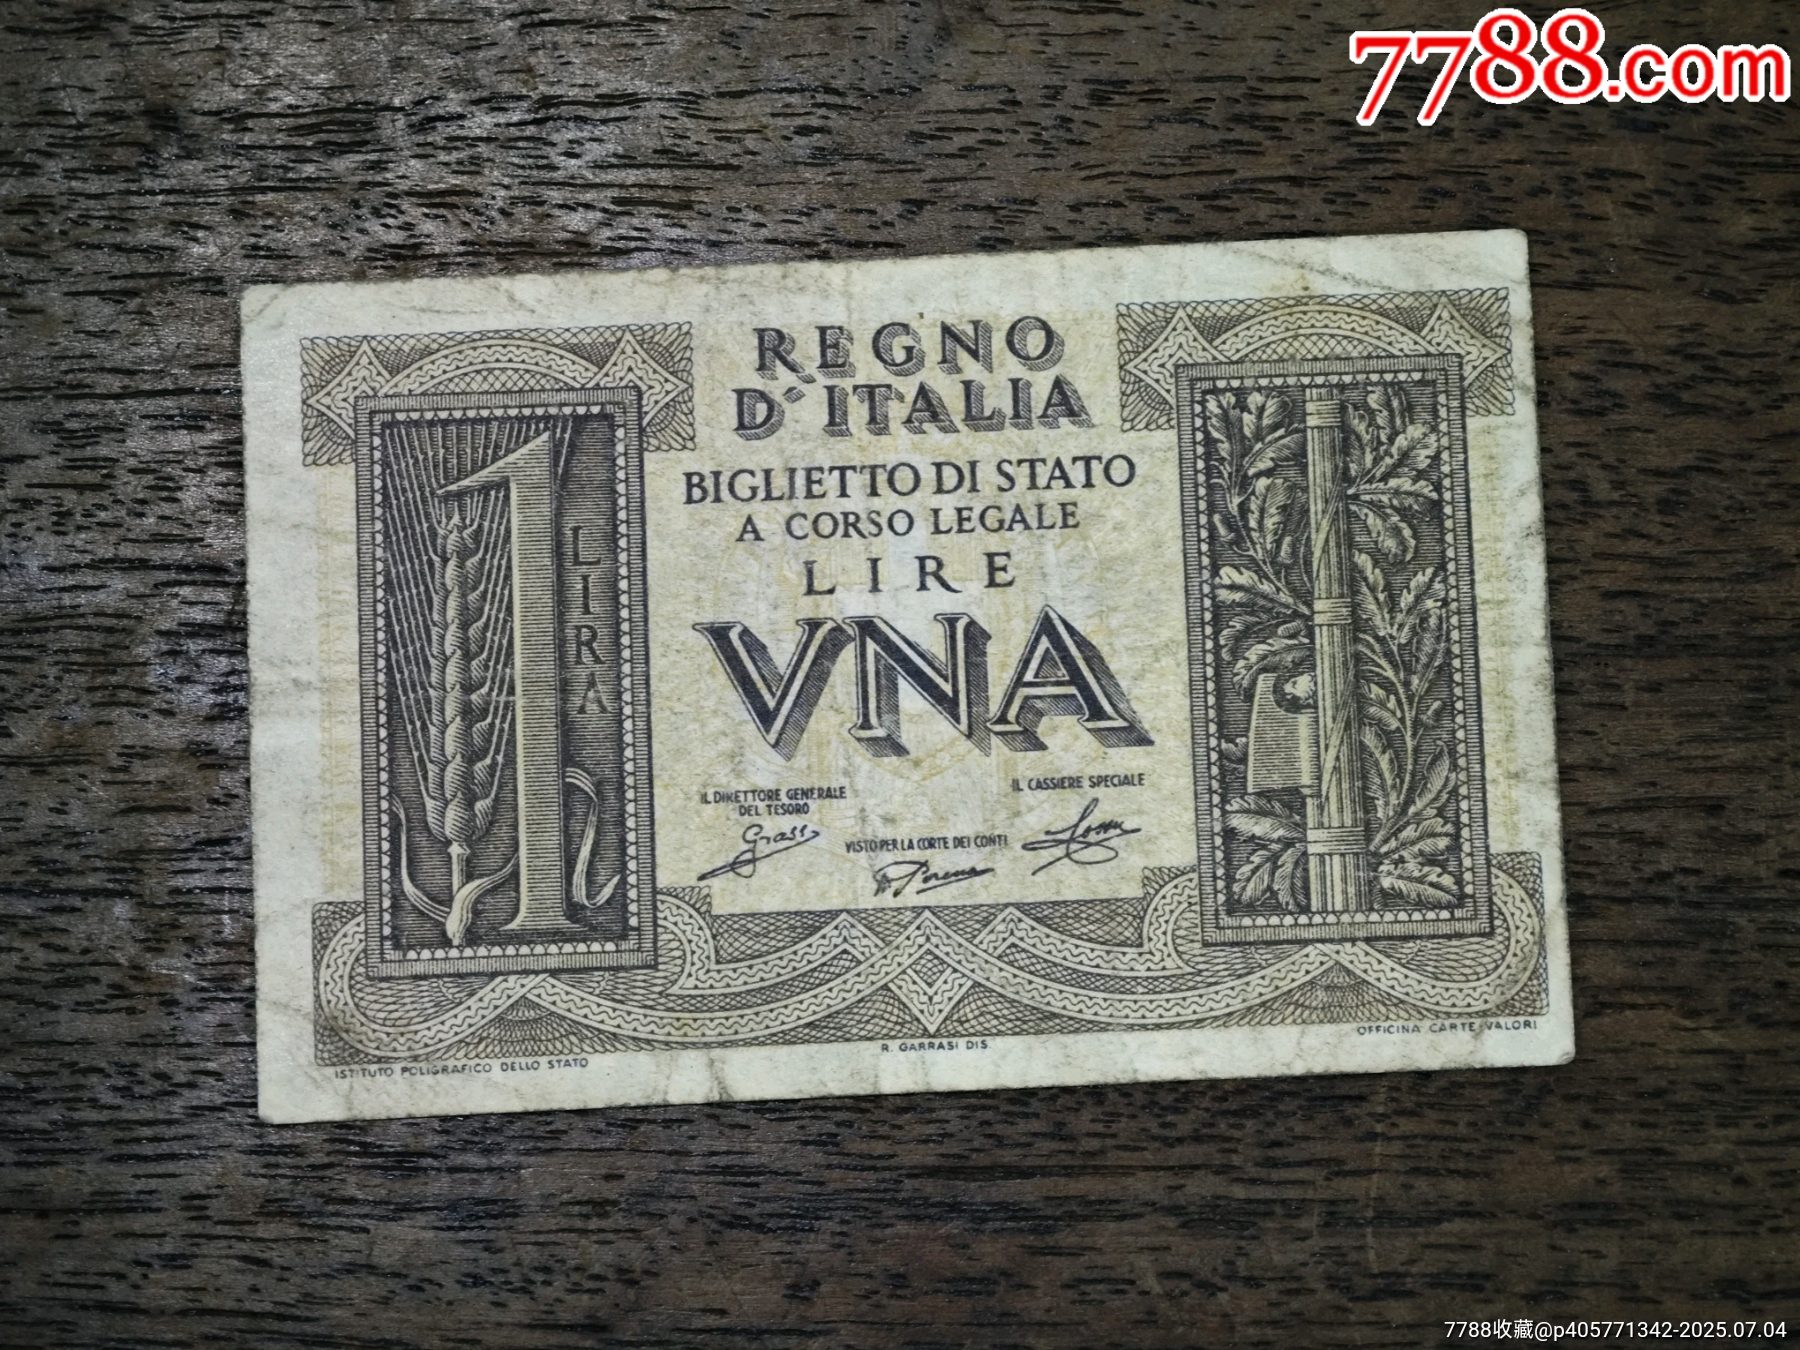 7788.com
REGNO
D'ITALIA
BIGLIETTO DI STATO
A CORSO LEGALE
LIRE
VNA
1
LIRA
IL DIRETTORE GENERALE
DEL TESORO
IL CASSIERE SPECIALE
VISTO PER LA CORTE DEI CONTI
Grassi
Porena
ISTITUTO POLIGRAFICO DELLO STATO
R. GARRASI DIS.
OFFICINA CARTE-VALORI
7788收藏@p405771342-2025.07.04